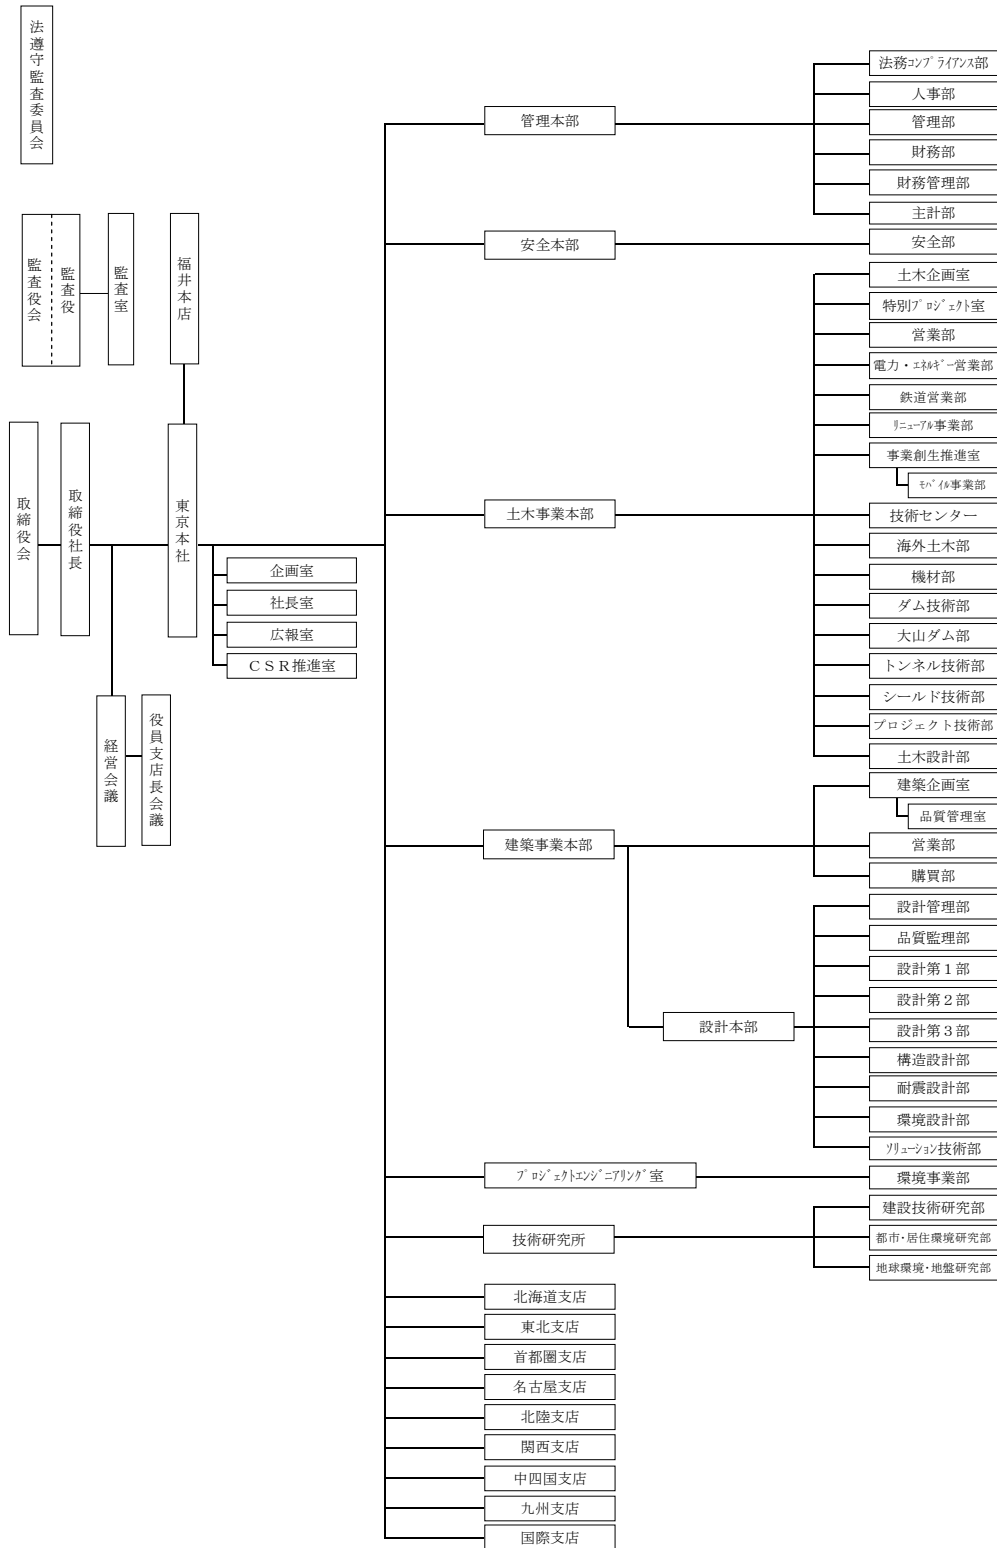 法遵守監査委員会
監査役会
監査役
監査室
福井本店
取締役会
取締役社長
東京本社
企画室
社長室
広報室
ＣＳＲ推進室
経営会議
役員支店長会議
管理本部
法務ｺﾝﾌﾟﾗｲｱﾝｽ部
人事部
管理部
財務部
財務管理部
主計部
安全本部
安全部
土木事業本部
土木企画室
特別ﾌﾟﾛｼﾞｪｸﾄ室
営業部
電力・ｴﾈﾙｷﾞｰ営業部
鉄道営業部
ﾘﾆｭｰｱﾙ事業部
事業創生推進室
ﾓﾊﾞｲﾙ事業部
技術センター
海外土木部
機材部
ダム技術部
大山ダム部
トンネル技術部
シールド技術部
プロジェクト技術部
土木設計部
建築事業本部
建築企画室
品質管理室
営業部
購買部
設計本部
設計管理部
品質監理部
設計第１部
設計第２部
設計第３部
構造設計部
耐震設計部
環境設計部
ｿﾘｭｰｼｮﾝ技術部
ﾌﾟﾛｼﾞｪｸﾄｴﾝｼﾞﾆｱﾘﾝｸﾞ室
環境事業部
技術研究所
建設技術研究部
都市・居住環境研究部
地球環境・地盤研究部
北海道支店
東北支店
首都圏支店
名古屋支店
北陸支店
関西支店
中四国支店
九州支店
国際支店